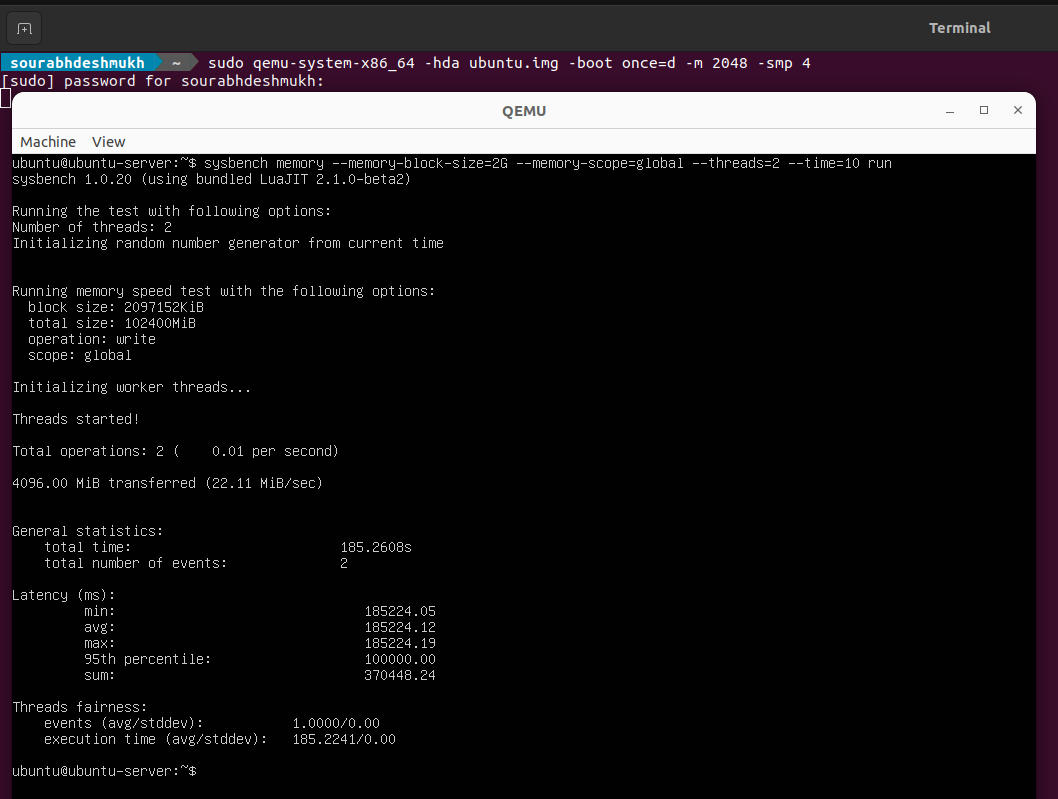 Terminal
sourabhdeshmukh ~ sudo qemu-system-x86_64 -hda ubuntu.img -boot once=d -m 2048 -smp 4
[sudo] password for sourabhdeshmukh:
QEMU
Machine View
ubuntu@ubuntu-server:~$ sysbench memory --memory-block-size=2G --memory-scope=global --threads=2 --time=10 run
sysbench 1.0.20 (using bundled LuaJIT 2.1.0-beta2)
Running the test with following options:
Number of threads: 2
Initializing random number generator from current time
Running memory speed test with the following options:
block size: 2097152KiB
total size: 102400MiB
operation: write
scope: global
Initializing worker threads...
Threads started!
Total operations: 2 ( 0.01 per second)
4096.00 MiB transferred (22.11 MiB/sec)
General statistics:
total time: 185.2608s
total number of events: 2
Latency (ms):
min: 185224.05
avg: 185224.12
max: 185224.19
95th percentile: 100000.00
sum: 370448.24
Threads fairness:
events (avg/stddev): 1.0000/0.00
execution time (avg/stddev): 185.2241/0.00
ubuntu@ubuntu-server:~$